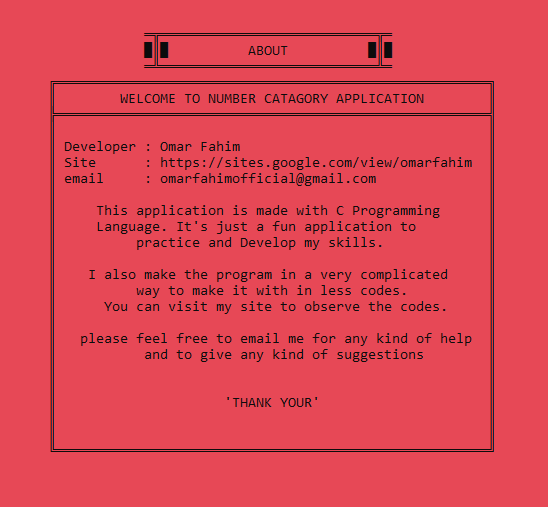 ABOUT
WELCOME TO NUMBER CATAGORY APPLICATION
Developer : Omar Fahim
Site : https://sites.google.com/view/omarfahim
email : omarfahimofficial@gmail.com
This application is made with C Programming
Language. It's just a fun application to
practice and Develop my skills.
I also make the program in a very complicated
way to make it with in less codes.
You can visit my site to observe the codes.
please feel free to email me for any kind of help
and to give any kind of suggestions
'THANK YOUR'